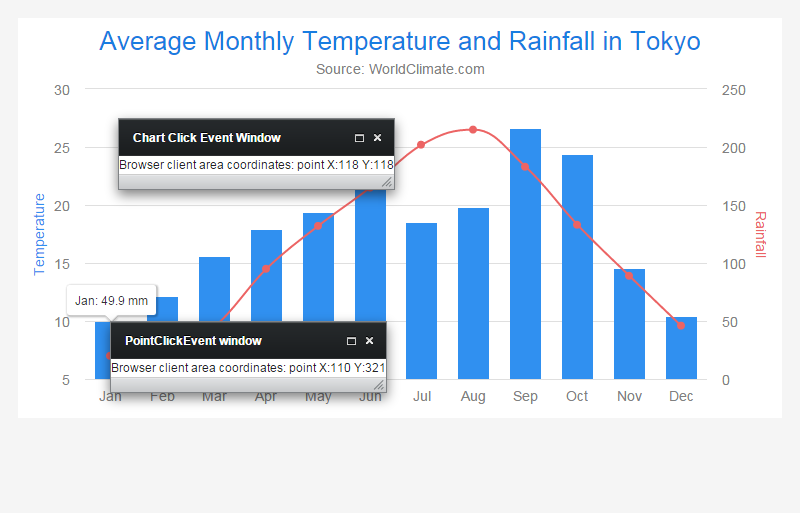 Average Monthly Temperature and Rainfall in Tokyo
Source: WorldClimate.com
30
25
20
15
10
5
Temperature
250
200
150
100
50
0
Rainfall
Chart Click Event Window
Browser client area coordinates: point X:118 Y:118
Jan: 49.9 mm
PointClickEvent window
Browser client area coordinates: point X:110 Y:321
Jan Feb Mar Apr May Jun Jul Aug Sep Oct Nov Dec